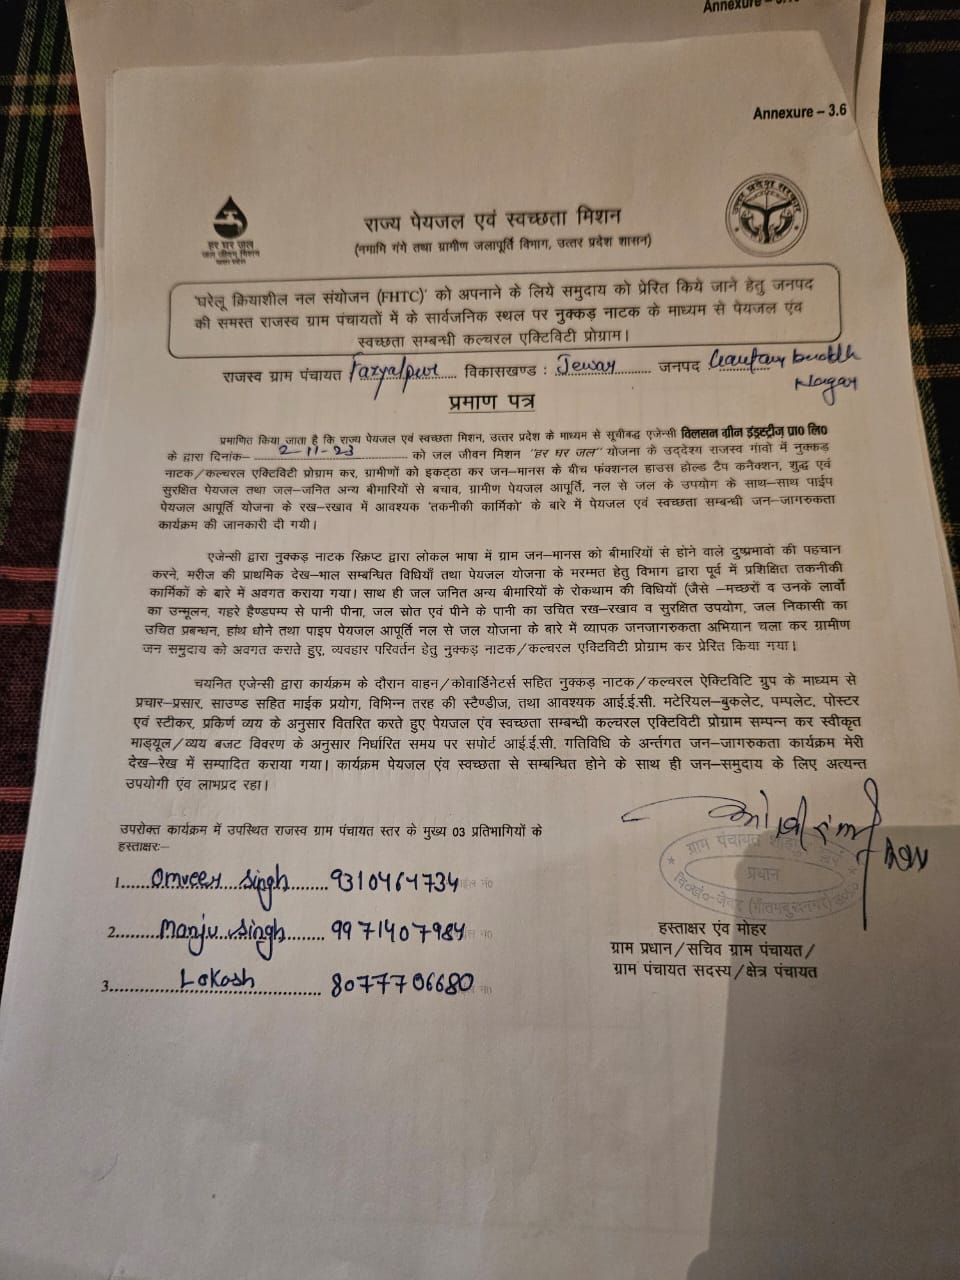 Annexure – 3.6
हर घर जल
जल जीवन मिशन
राज्य पेयजल एवं स्वच्छता मिशन
(नमामि गंगे तथा ग्रामीण जलापूर्ति विभाग, उत्तर प्रदेश शासन)
उत्तर प्रदेश सरकार
'घरेलू क्रियाशील नल संयोजन (FHTC)' को अपनाने के लिये समुदाय को प्रेरित किये जाने हेतु जनपद
की समस्त राजस्व ग्राम पंचायतों में के सार्वजनिक स्थल पर नुक्कड़ नाटक के माध्यम से पेयजल एंव
स्वच्छता सम्बन्धी कल्चरल एक्टिविटी प्रोग्राम।
राजस्व ग्राम पंचायत Fazyalpur विकासखण्ड : Jewar जनपद Gautam buddh
Nagar
प्रमाण पत्र
प्रमाणित किया जाता है कि राज्य पेयजल एवं स्वच्छता मिशन, उत्तर प्रदेश के माध्यम से सूचीबद्ध एजेन्सी विलसन ग्रीन इंडस्ट्रीज़ प्रा0 लि0
के द्वारा दिनांक– 2-11-23 को जल जीवन मिशन "हर घर जल" योजना के उद्देश्य राजस्व गांवों में नुक्कड़
नाटक/कल्चरल एक्टिविटी प्रोग्राम कर, ग्रामीणों को इकट्ठा कर जन–मानस के बीच फंक्शनल हाउस होल्ड टैप कनैक्शन, शुद्ध एवं
सुरक्षित पेयजल तथा जल–जनित अन्य बीमारियों से बचाव, ग्रामीण पेयजल आपूर्ति, नल से जल के उपयोग के साथ–साथ पाईप
पेयजल आपूर्ति योजना के रख–रखाव में आवश्यक 'तकनीकी कार्मिको' के बारे में पेयजल एवं स्वच्छता सम्बन्धी जन–जागरुकता
कार्यक्रम की जानकारी दी गयी।
एजेन्सी द्वारा नुक्कड़ नाटक स्क्रिप्ट द्वारा लोकल भाषा में ग्राम जन–मानस को बीमारियों से होने वाले दुष्प्रभावों की पहचान
करने, मरीज की प्राथमिक देख–भाल सम्बन्धित विधियाँ तथा पेयजल योजना के मरम्मत हेतु विभाग द्वारा पूर्व में प्रशिक्षित तकनीकी
कार्मिकों के बारे में अवगत कराया गया। साथ ही जल जनित अन्य बीमारियों के रोकथाम की विधियों (जैसे –मच्छरों व उनके लार्वो
का उन्मूलन, गहरे हैण्डपम्प से पानी पीना, जल स्रोत एवं पीने के पानी का उचित रख–रखाव व सुरक्षित उपयोग, जल निकासी का
उचित प्रबन्धन, हांथ धोने तथा पाइप पेयजल आपूर्ति नल से जल योजना के बारे में व्यापक जनजागरुकता अभियान चला कर ग्रामीण
जन समुदाय को अवगत कराते हुए, व्यवहार परिवर्तन हेतु नुक्कड़ नाटक/कल्चरल एक्टिविटी प्रोग्राम कर प्रेरित किया गया।
चयनित एजेन्सी द्वारा कार्यक्रम के दौरान वाहन/कोवार्डिनेटर्स सहित नुक्कड़ नाटक/कल्चरल ऐक्टिविटि ग्रुप के माध्यम से
प्रचार–प्रसार, साउण्ड सहित माईक प्रयोग, विभिन्न तरह की स्टैण्डीज, तथा आवश्यक आई.ई.सी. मटेरियल–बुकलेट, पम्पलेट, पोस्टर
एवं स्टीकर, प्रकिर्ण व्यय के अनुसार वितरित करते हुए पेयजल एंव स्वच्छता सम्बन्धी कल्चरल एक्टिविटी प्रोग्राम सम्पन्न कर स्वीकृत
माड्यूल/व्यय बजट विवरण के अनुसार निर्धारित समय पर सपोर्ट आई.ई.सी. गतिविधि के अर्न्तगत जन–जागरुकता कार्यक्रम मेरी
देख–रेख में सम्पादित कराया गया। कार्यक्रम पेयजल एंव स्वच्छता से सम्बन्धित होने के साथ ही जन–समुदाय के लिए अत्यन्त
उपयोगी एंव लाभप्रद रहा।
उपरोक्त कार्यक्रम में उपस्थित राजस्व ग्राम पंचायत स्तर के मुख्य 03 प्रतिभागियों के
हस्ताक्षरः–
1. Omveer Singh 9310464734
2. Manju Singh 9971407984
3. Lokesh 8077706680
ग्राम पंचायत
प्रधान
वि०ख०-जेवर (गौतमबुद्धनगर)
हस्ताक्षर एंव मोहर
ग्राम प्रधान/सचिव ग्राम पंचायत/
ग्राम पंचायत सदस्य/क्षेत्र पंचायत